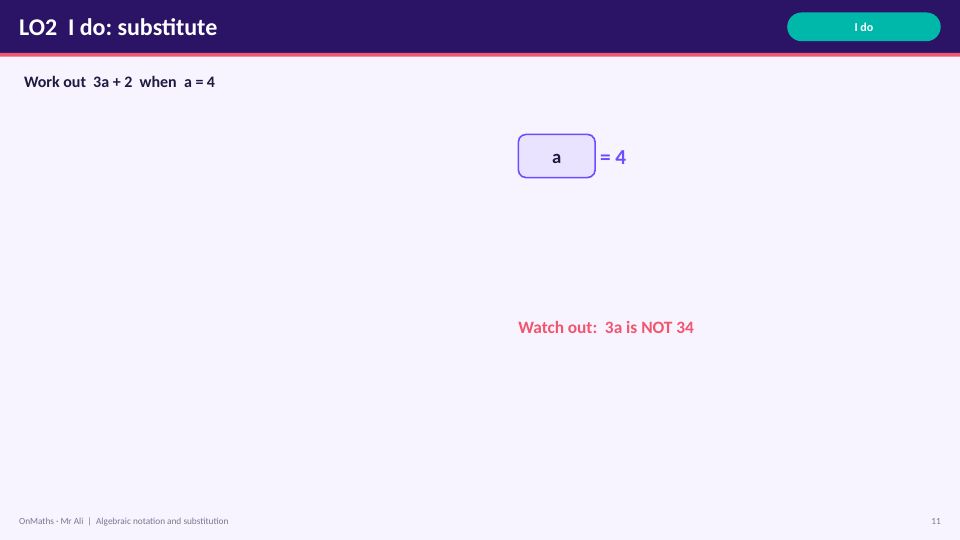 LO2  I do: substitute
I do
Work out  3a + 2  when  a = 4
a = 4
Watch out:  3a is NOT 34
OnMaths - Mr Ali  |  Algebraic notation and substitution
11